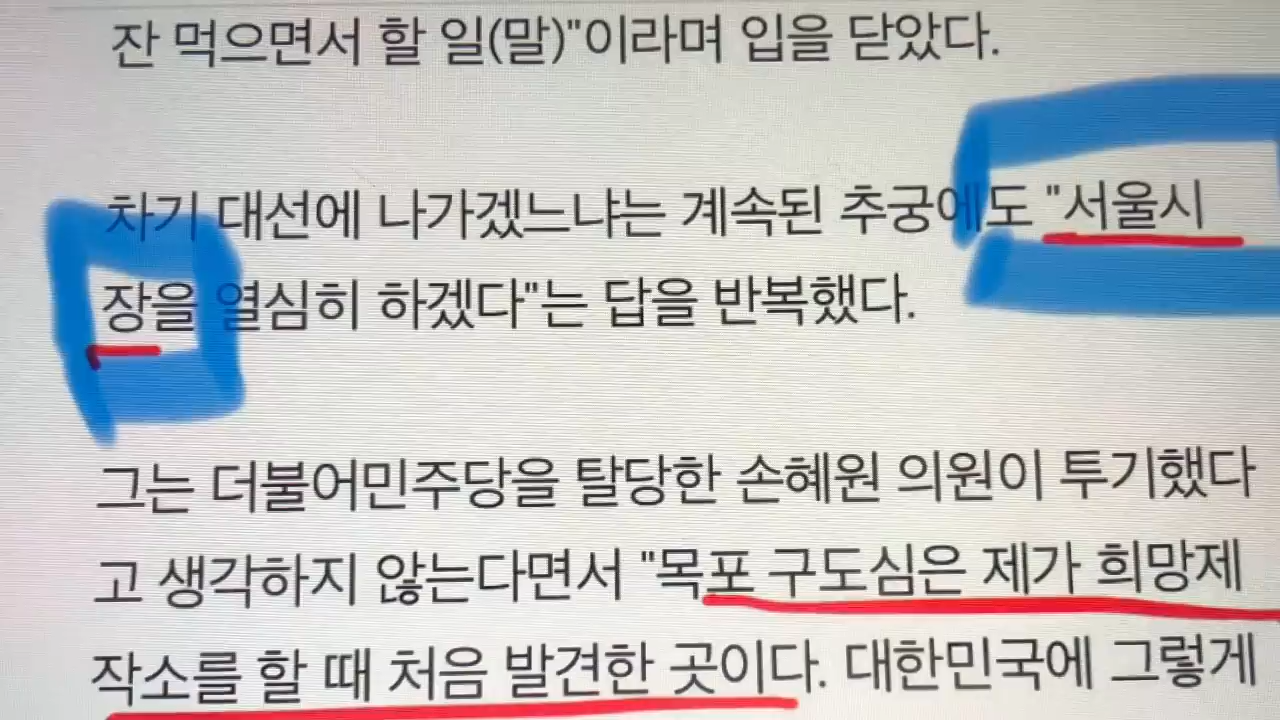 잔 먹으면서 할 일(말)"이라며 입을 닫았다.
차기 대선에 나가겠느냐는 계속된 추궁에도 "서울시
장을 열심히 하겠다"는 답을 반복했다.
그는 더불어민주당을 탈당한 손혜원 의원이 투기했다
고 생각하지 않는다면서 "목포 구도심은 제가 희망제
작소를 할 때 처음 발견한 곳이다. 대한민국에 그렇게